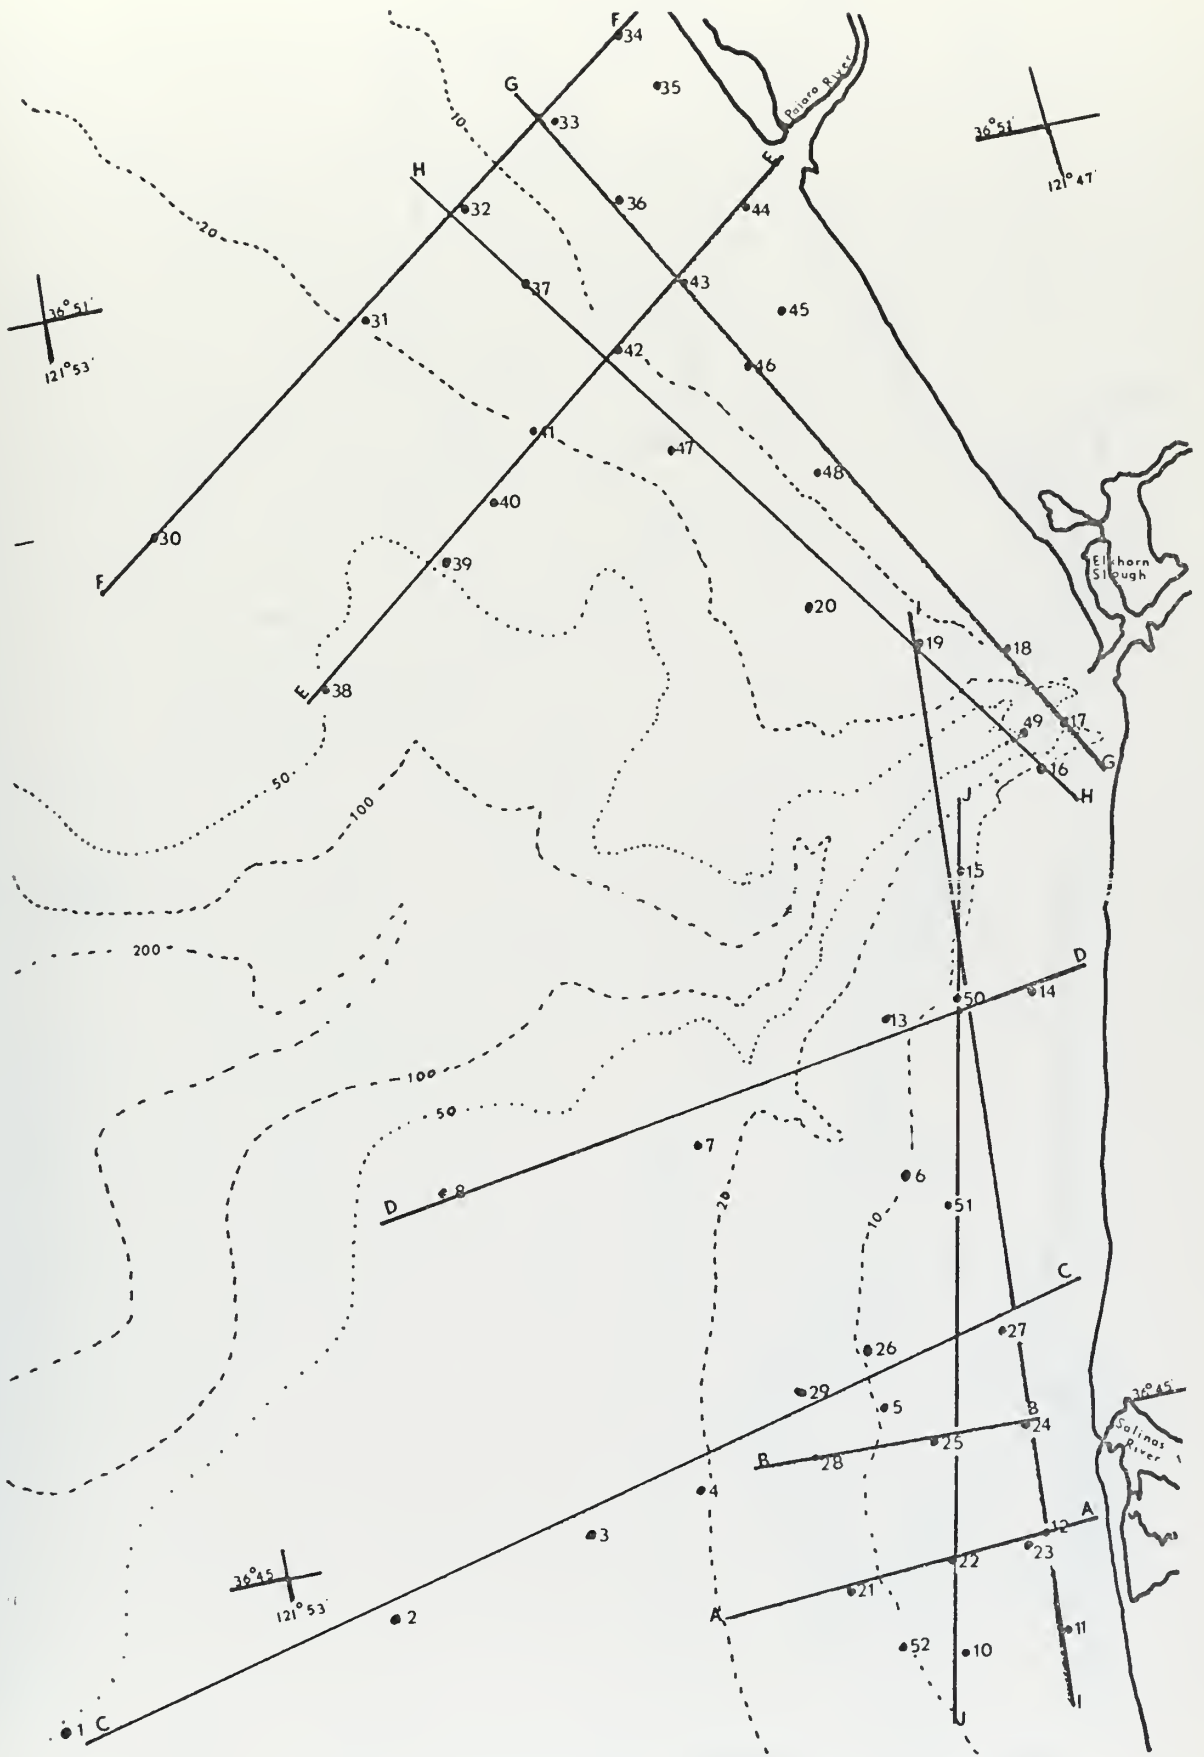 F
34
35
G
Pajaro River
10
33
36°51'
E
121°47'
H
32
36
44
20
37
43
36°51'
45
31
42
121°53'
46
41
47
48
40
30
39
Elkhorn
Slough
F
20
I
19
18
E
38
49
17
50
G
16
100
J
H
15
200
D
50
14
13
100
50
7
6
8
D
20
51
10
C
27
26
29
36°45'
5
B
24
Salinas
River
25
B
28
4
A
12
3
23
22
36°45
21
121°53'
A
2
11
52
10
I
1
C
J